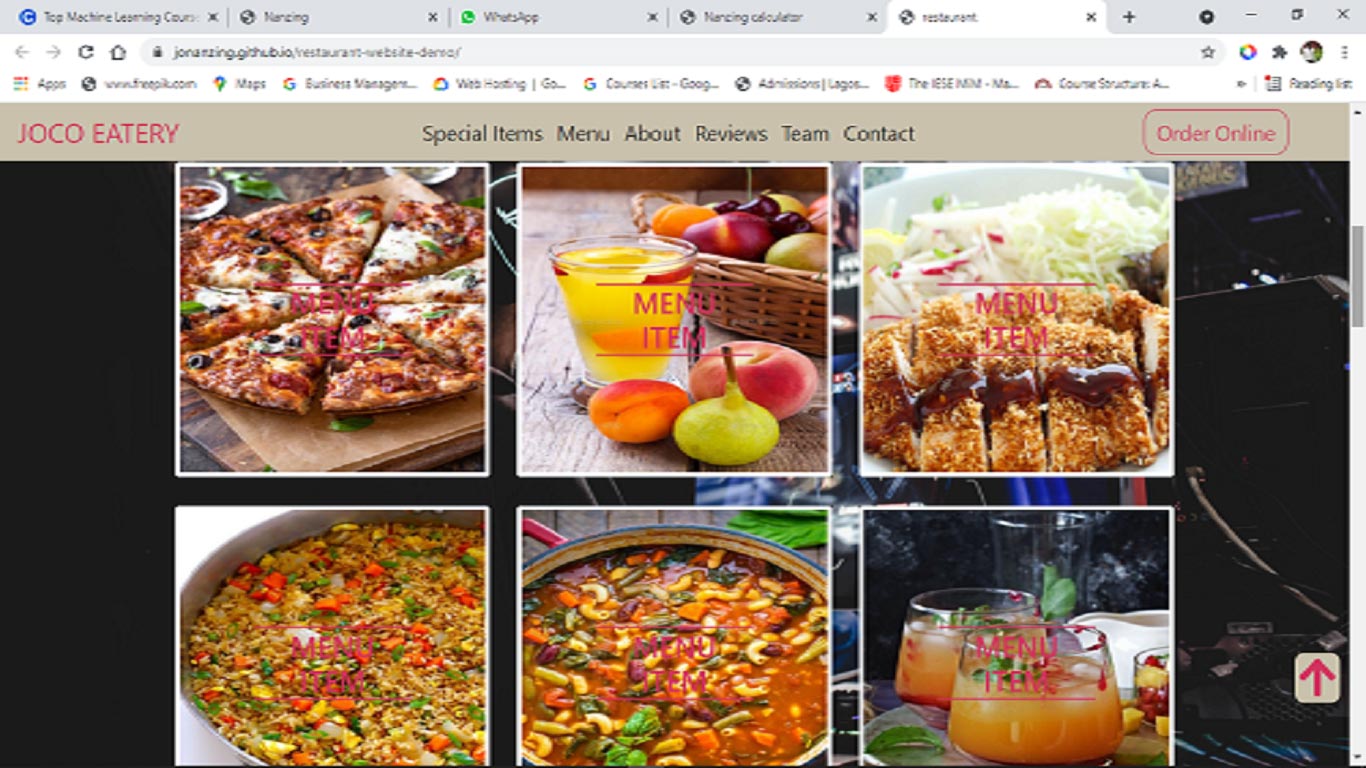 Top Machine Learning Cours
Nanzing
WhatsApp
Nanzing calculator
restaurant
jonanzing.github.io/restaurant-website-demo/
Apps
www.freepik.com
Maps
Business Managem...
Web Hosting | Go...
Courses List - Goog...
Admissions | Lagos...
The IESE MiM - Ma...
Course Structure: A...
»
Reading list
JOCO EATERY
Special Items Menu About Reviews Team Contact
Order Online
MENU
ITEM
MENU
ITEM
MENU
ITEM
MENU
ITEM
MENU
ITEM
MENU
ITEM